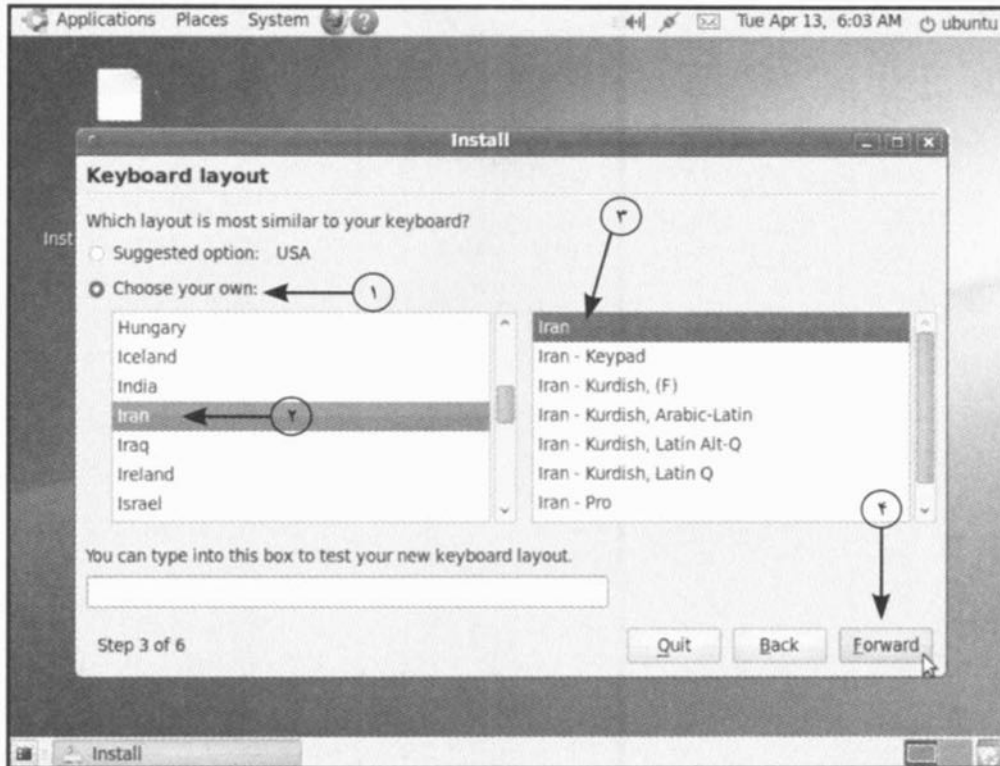 Applications Places System Tue Apr 13, 6:03 AM ubuntu
Install
Keyboard layout
Which layout is most similar to your keyboard?
۳
Inst
Suggested option: USA
Choose your own:
۱
Hungary
Iceland
India
Iran
۲
Iraq
Ireland
Israel
Iran
Iran - Keypad
Iran - Kurdish, (F)
Iran - Kurdish, Arabic-Latin
Iran - Kurdish, Latin Alt-Q
Iran - Kurdish, Latin Q
Iran - Pro
۴
You can type into this box to test your new keyboard layout.
Step 3 of 6
Quit Back Forward
Install